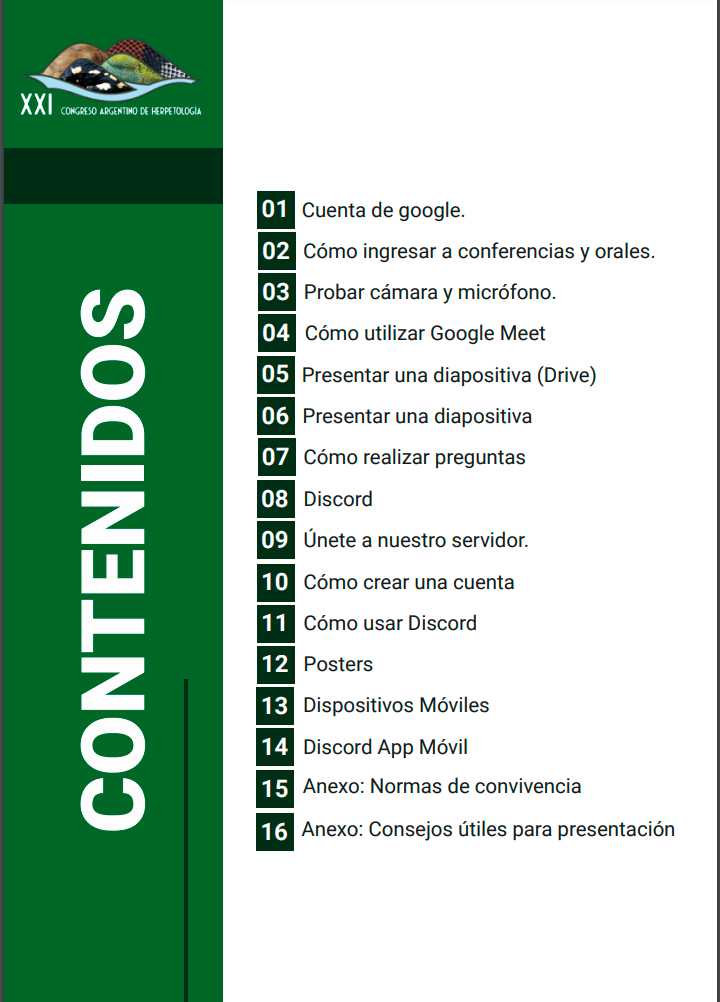 XXI CONGRESO ARGENTINO DE HERPETOLOGÍA
CONTENIDOS
01 Cuenta de google.
02 Cómo ingresar a conferencias y orales.
03 Probar cámara y micrófono.
04 Cómo utilizar Google Meet
05 Presentar una diapositiva (Drive)
06 Presentar una diapositiva
07 Cómo realizar preguntas
08 Discord
09 Únete a nuestro servidor.
10 Cómo crear una cuenta
11 Cómo usar Discord
12 Posters
13 Dispositivos Móviles
14 Discord App Móvil
15 Anexo: Normas de convivencia
16 Anexo: Consejos útiles para presentación